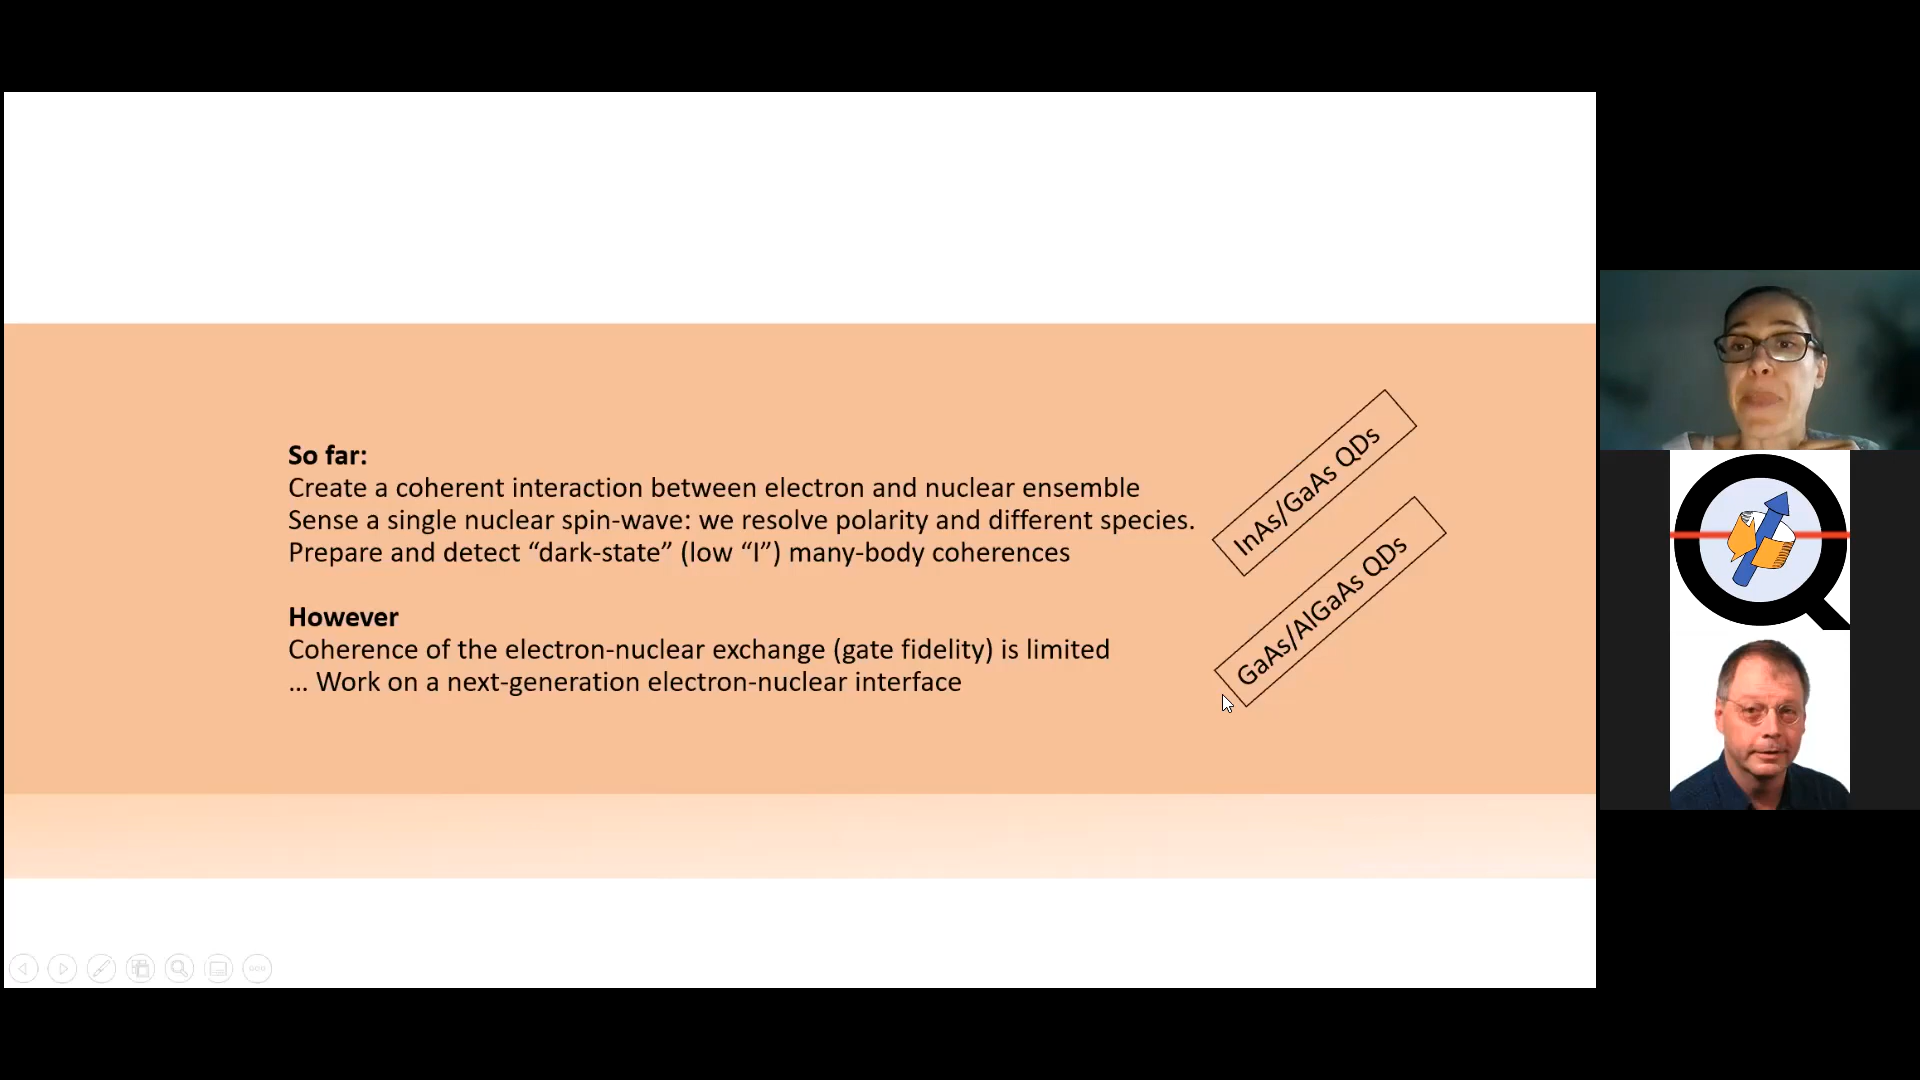 So far:
Create a coherent interaction between electron and nuclear ensemble
Sense a single nuclear spin-wave: we resolve polarity and different species.
Prepare and detect “dark-state” (low “I”) many-body coherences
However
Coherence of the electron-nuclear exchange (gate fidelity) is limited
... Work on a next-generation electron-nuclear interface
InAs/GaAs QDs
GaAs/AlGaAs QDs